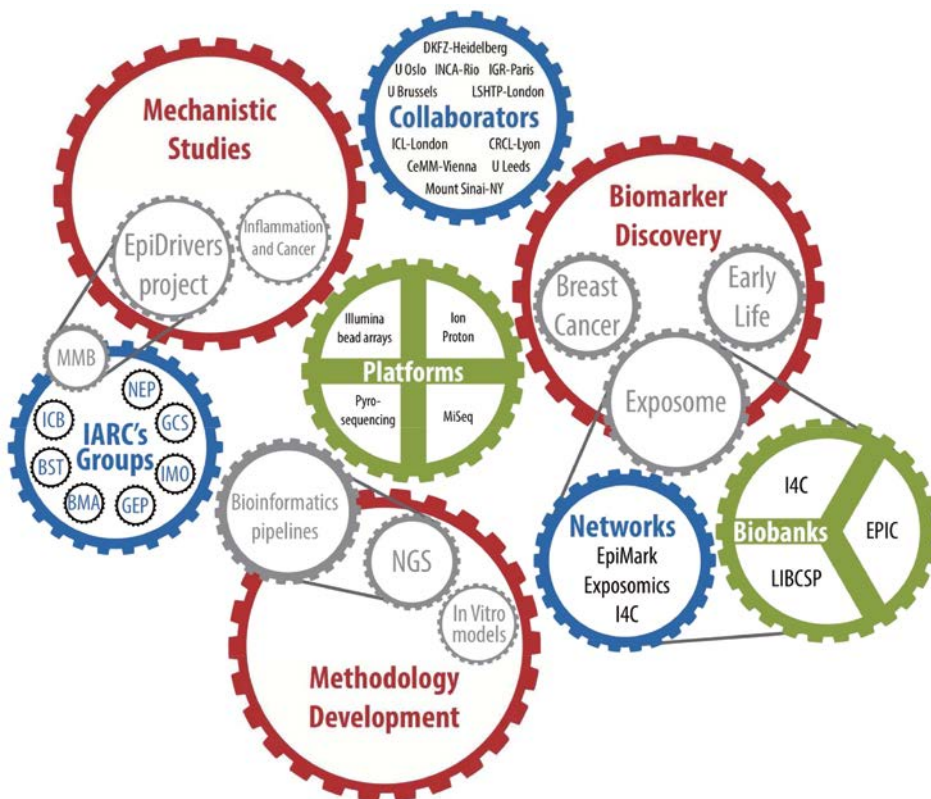 DKFZ-Heidelberg
U Oslo INCA-Rio IGR-Paris
U Brussels LSHTP-London
Collaborators
ICL-London CRCL-Lyon
CeMM-Vienna U Leeds
Mount Sinai-NY
Mechanistic
Studies
EpiDrivers
project
Inflammation
and Cancer
Biomarker
Discovery
Breast
Cancer
Early
Life
Exposome
Illumina
bead arrays
Ion
Proton
Platforms
Pyro-
sequencing
MiSeq
MMB
NEP
ICB
GCS
IARC's
Groups
BST
IMO
BMA
GEP
Bioinformatics
pipelines
NGS
In Vitro
models
Methodology
Development
Networks
EpiMark
Exposomics
I4C
I4C
Biobanks
EPIC
LIBCSP